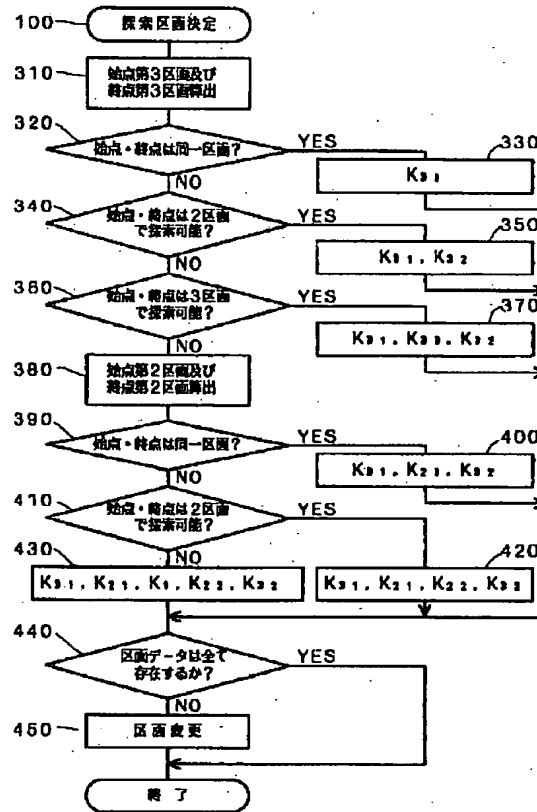 100
探索区画決定
310
始点第3区画及び
終点第3区画算出
320
始点・終点は同一区画?
YES
330
K₃₁
NO
340
始点・終点は2区画
で探索可能?
YES
350
K₃₁, K₃₂
NO
360
始点・終点は3区画
で探索可能?
YES
370
K₃₁, K₃₃, K₃₂
NO
380
始点第2区画及び
終点第2区画算出
390
始点・終点は同一区画?
YES
400
K₃₁, K₂₁, K₃₂
NO
410
始点・終点は2区画
で探索可能?
YES
420
K₃₁, K₂₁, K₂₂, K₃₂
NO
430
K₃₁, K₂₁, K₁, K₂₂, K₃₂
440
区画データは全て
存在するか?
YES
NO
450
区画変更
終了